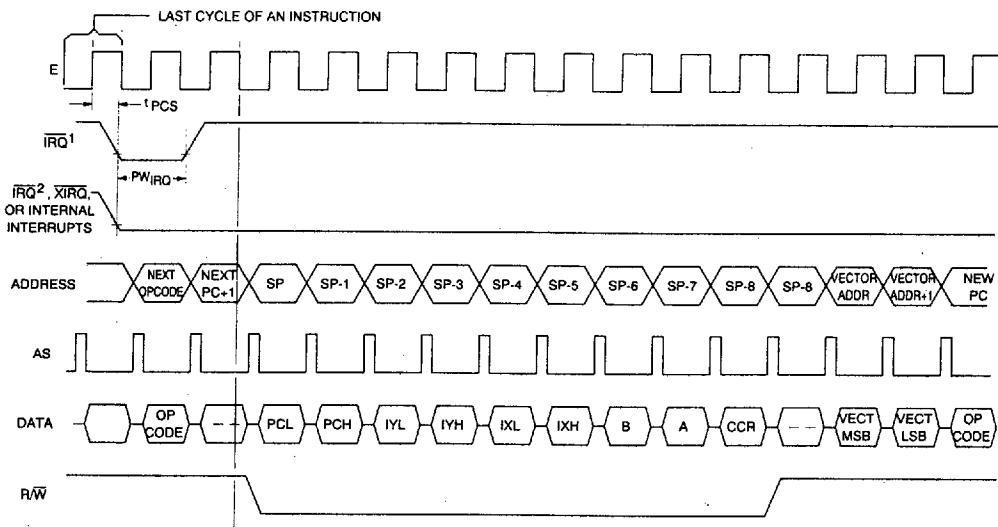 LAST CYCLE OF AN INSTRUCTION
E
tPCS
IRQ1
PWIRQ
IRQ2, XIRQ,
OR INTERNAL
INTERRUPTS
ADDRESS
NEXT
OPCODE
NEXT
PC+1
SP
SP-1
SP-2
SP-3
SP-4
SP-5
SP-6
SP-7
SP-8
SP-8
VECTOR
ADDR
VECTOR
ADDR+1
NEW
PC
AS
DATA
OP
CODE
- -
PCL
PCH
IYL
IYH
IXL
IXH
B
A
CCR
- -
VECT
MSB
VECT
LSB
OP
CODE
R/W